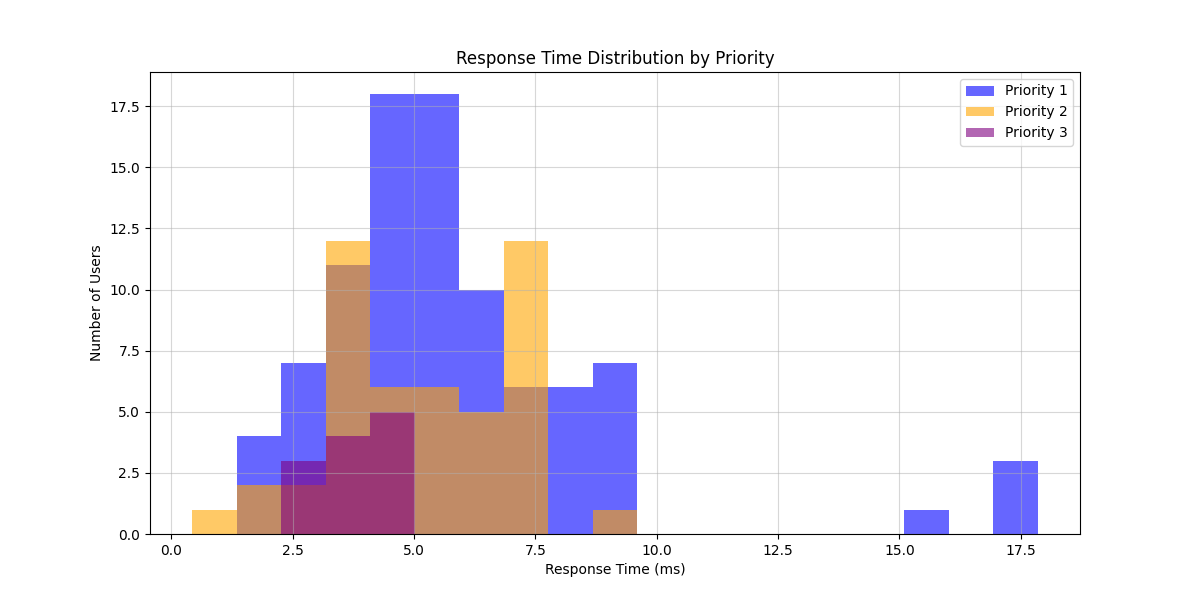 Response Time Distribution by Priority
Priority 1
Priority 2
Priority 3
17.5
15.0
12.5
10.0
7.5
5.0
2.5
0.0
Number of Users
0.0 2.5 5.0 7.5 10.0 12.5 15.0 17.5
Response Time (ms)